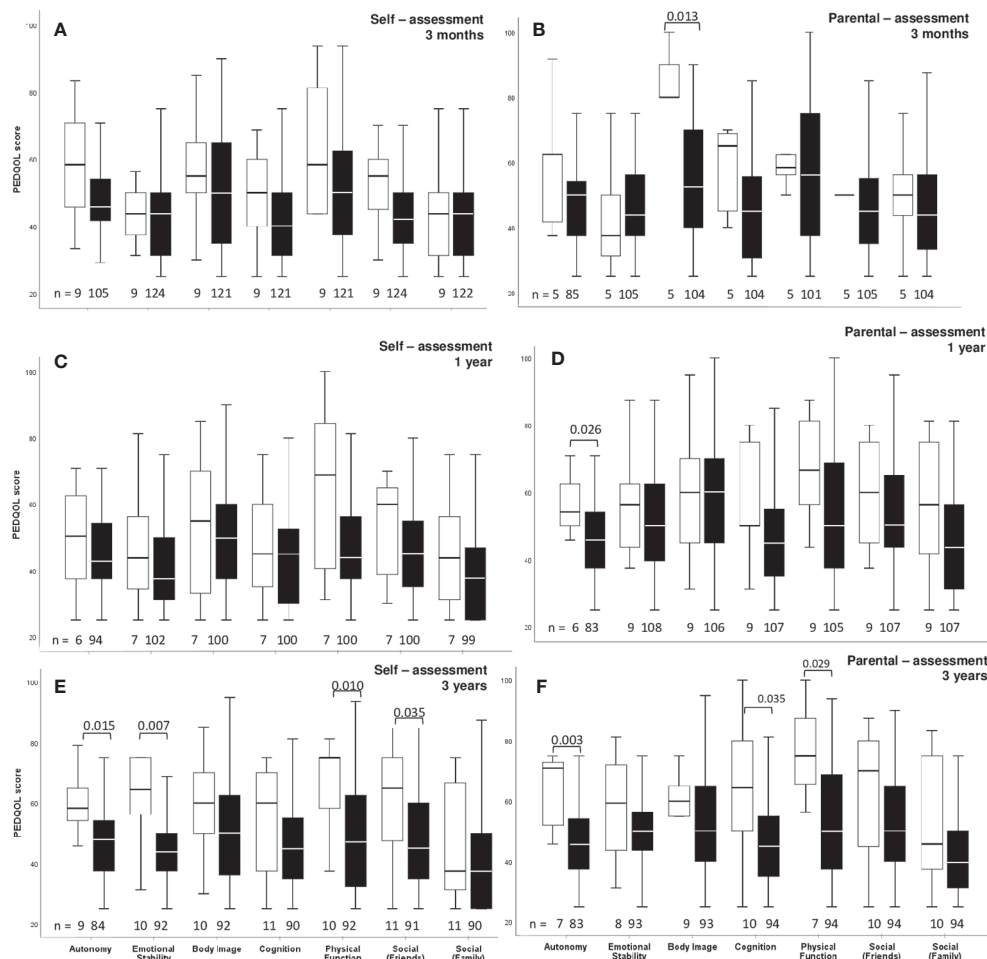 A
Self – assessment
3 months
100
80
60
40
20
PEDQOL score
n = 9 105 9 124 9 121 9 121 9 121 9 124 9 122
B
Parental – assessment
3 months
0.013
100
80
60
40
20
n = 5 85 5 105 5 104 5 104 5 101 5 105 5 104
C
Self – assessment
1 year
100
80
60
40
20
PEDQOL score
n = 6 94 7 102 7 100 7 100 7 100 7 100 7 99
D
Parental – assessment
1 year
0.026
100
80
60
40
20
n = 6 83 9 108 9 106 9 107 9 105 9 107 9 107
E
Self – assessment
3 years
0.015
0.007
0.010
0.035
100
80
60
40
20
PEDQOL score
n = 9 84 10 92 10 92 11 90 10 92 11 91 11 90
Autonomy
Emotional
Stability
Body Image
Cognition
Physical
Function
Social
(Friends)
Social
(Family)
F
Parental – assessment
3 years
0.003
0.035
0.029
100
80
60
40
20
n = 7 83 8 93 9 93 10 94 7 94 10 94 10 94
Autonomy
Emotional
Stability
Body Image
Cognition
Physical
Function
Social
(Friends)
Social
(Family)